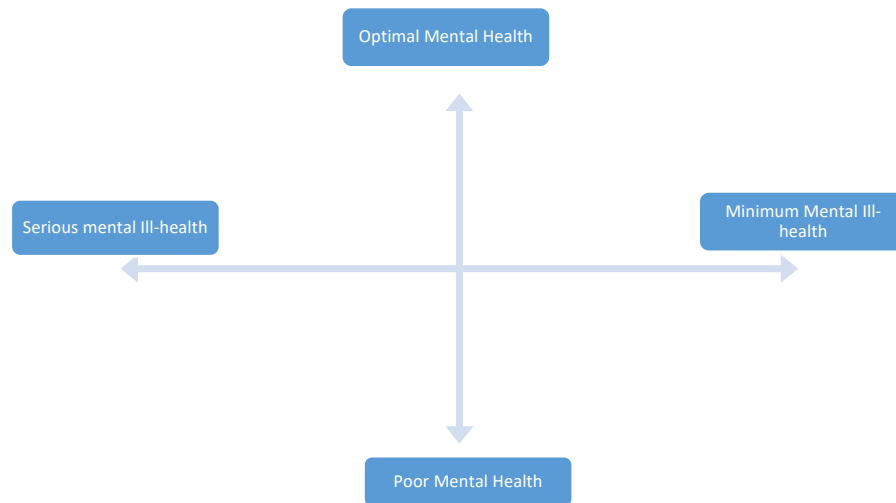 Optimal Mental Health
Serious mental Ill-health
Minimum Mental Ill-
health
Poor Mental Health